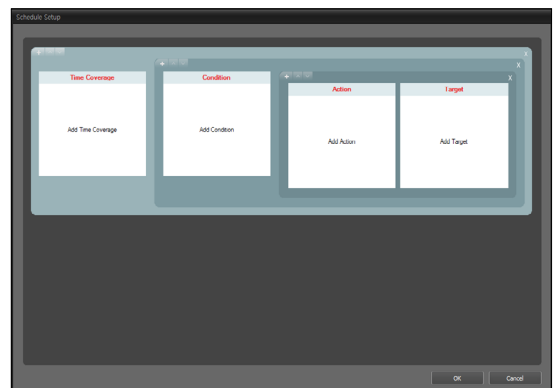 Schedule Setup
X
X
X
Time Coverage
Condition
Action
Target
Add Time Coverage
Add Condition
Add Action
Add Target
OK
Cancel